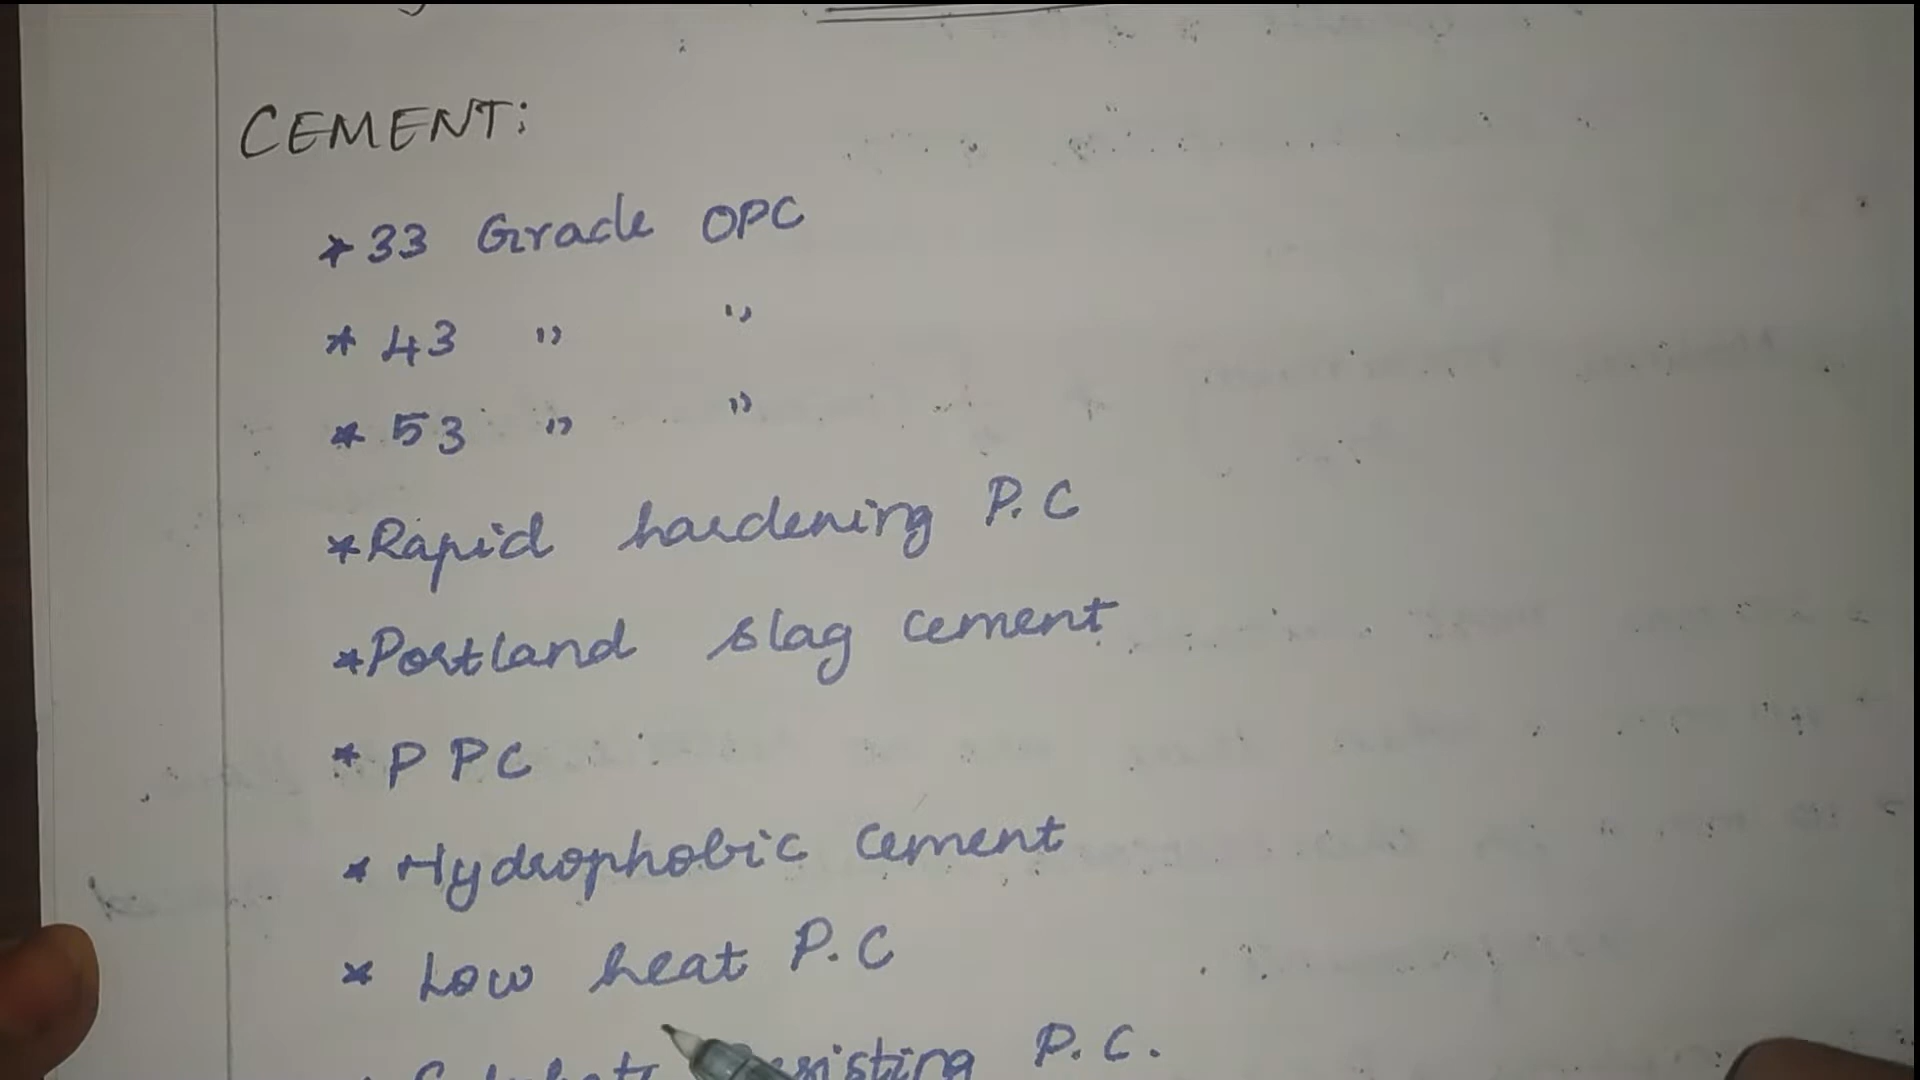 CEMENT:
* 33 Grade OPC
* 43 " "
* 53 " "
* Rapid hardening P.C
* Portland slag cement
* PPC
* Hydrophobic cement
* Low heat P.C
P.C.